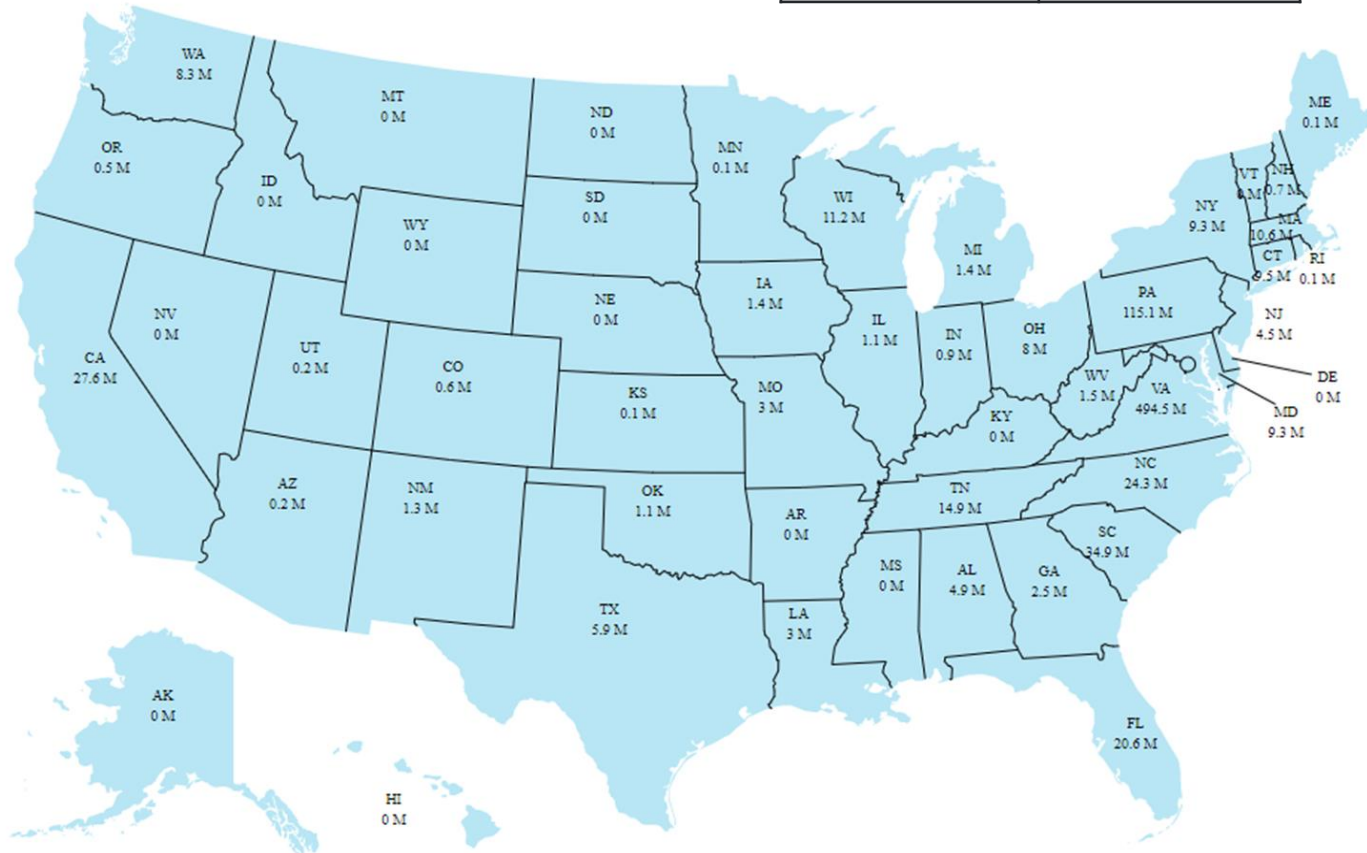 WA
8.3 M
MT
0 M
ND
0 M
MN
0.1 M
ME
0.1 M
OR
0.5 M
ID
0 M
WY
0 M
SD
0 M
WI
11.2 M
MI
1.4 M
NY
9.3 M
VT
0 M
NH
0.7 M
MA
10.6 M
CT
9.5 M
RI
0.1 M
NV
0 M
UT
0.2 M
CO
0.6 M
NE
0 M
IA
1.4 M
IL
1.1 M
IN
0.9 M
OH
8 M
PA
115.1 M
NJ
4.5 M
CA
27.6 M
KS
0.1 M
MO
3 M
KY
0 M
WV
1.5 M
VA
494.5 M
DE
0 M
MD
9.3 M
AZ
0.2 M
NM
1.3 M
OK
1.1 M
AR
0 M
TN
14.9 M
NC
24.3 M
SC
34.9 M
TX
5.9 M
LA
3 M
MS
0 M
AL
4.9 M
GA
2.5 M
AK
0 M
HI
0 M
FL
20.6 M